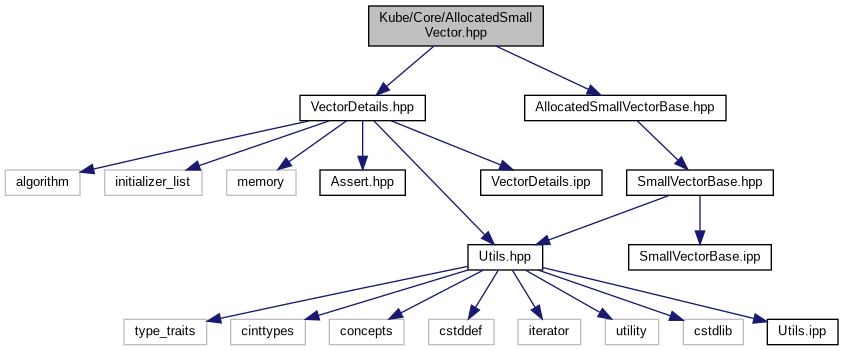 Kube/Core/AllocatedSmall
Vector.hpp
VectorDetails.hpp
AllocatedSmallVectorBase.hpp
algorithm
initializer_list
memory
Assert.hpp
VectorDetails.ipp
SmallVectorBase.hpp
Utils.hpp
SmallVectorBase.ipp
type_traits
cinttypes
concepts
cstddef
iterator
utility
cstdlib
Utils.ipp